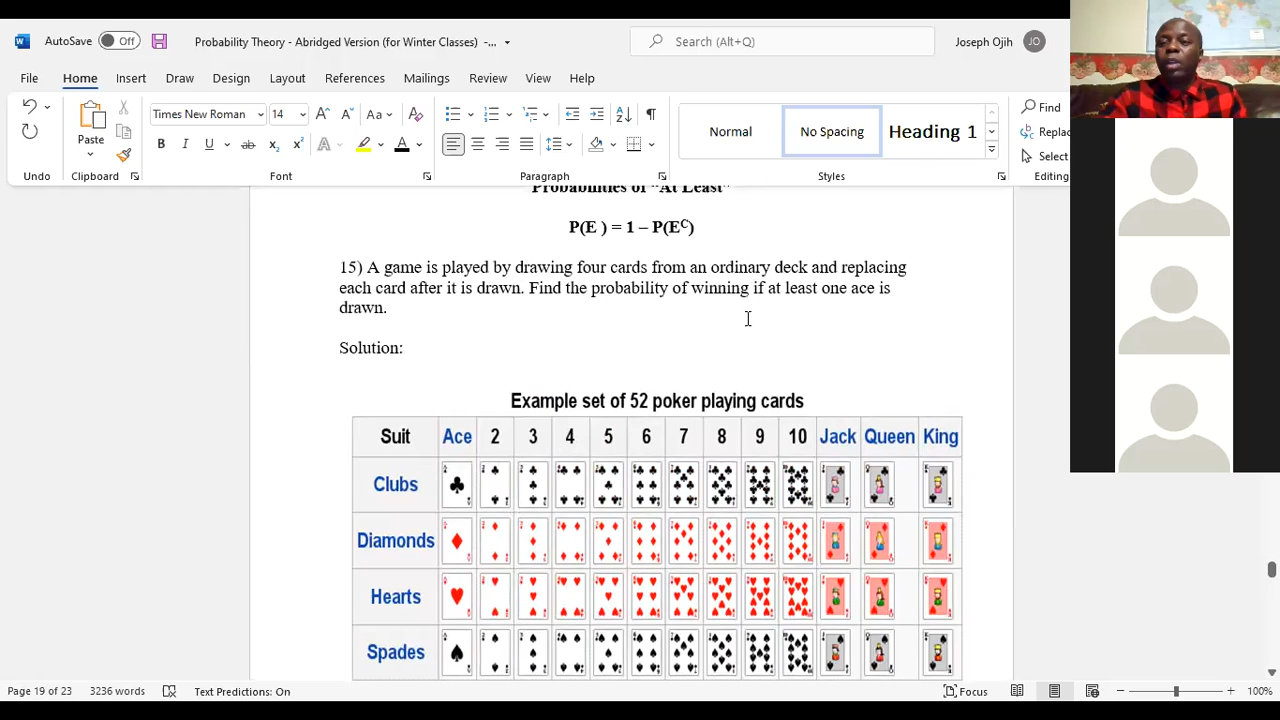 AutoSave Off Probability Theory - Abridged Version (for Winter Classes) -... Search (Alt+Q) Joseph Ojih JO
File Home Insert Draw Design Layout References Mailings Review View Help
Times New Roman 14
Paste
Normal No Spacing Heading 1
Find
Replac
Select
Undo Clipboard Font Paragraph Styles Editing
Probabilities of "At Least"
P(E ) = 1 – P(Eᶜ)
15) A game is played by drawing four cards from an ordinary deck and replacing
each card after it is drawn. Find the probability of winning if at least one ace is
drawn.
Solution:
Example set of 52 poker playing cards
Suit Ace 2 3 4 5 6 7 8 9 10 Jack Queen King
Clubs
Diamonds
Hearts
Spades
Page 19 of 23 3236 words Text Predictions: On Focus 100%